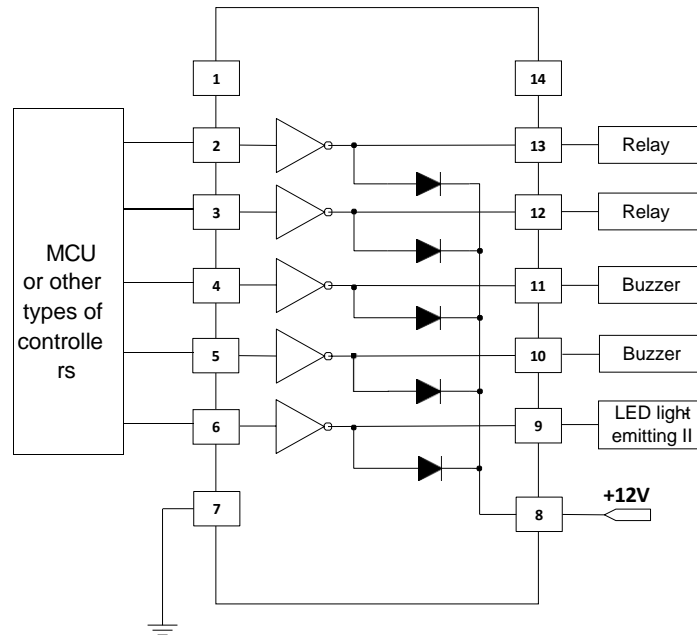 1
14
2
13
Relay
3
12
Relay
MCU
or other
types of
controlle
rs
4
11
Buzzer
5
10
Buzzer
6
9
LED light-
emitting II
7
8
+12V